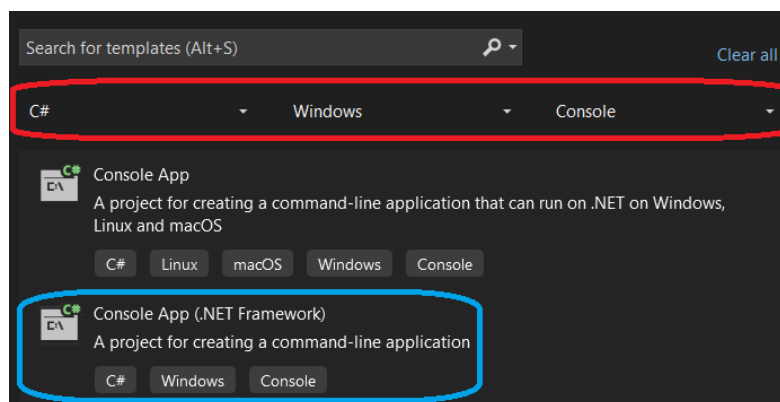 Search for templates (Alt+S)
Clear all
C# Windows Console
C#
C:\
Console App
A project for creating a command-line application that can run on .NET on Windows,
Linux and macOS
C# Linux macOS Windows Console
C#
C:\
Console App (.NET Framework)
A project for creating a command-line application
C# Windows Console